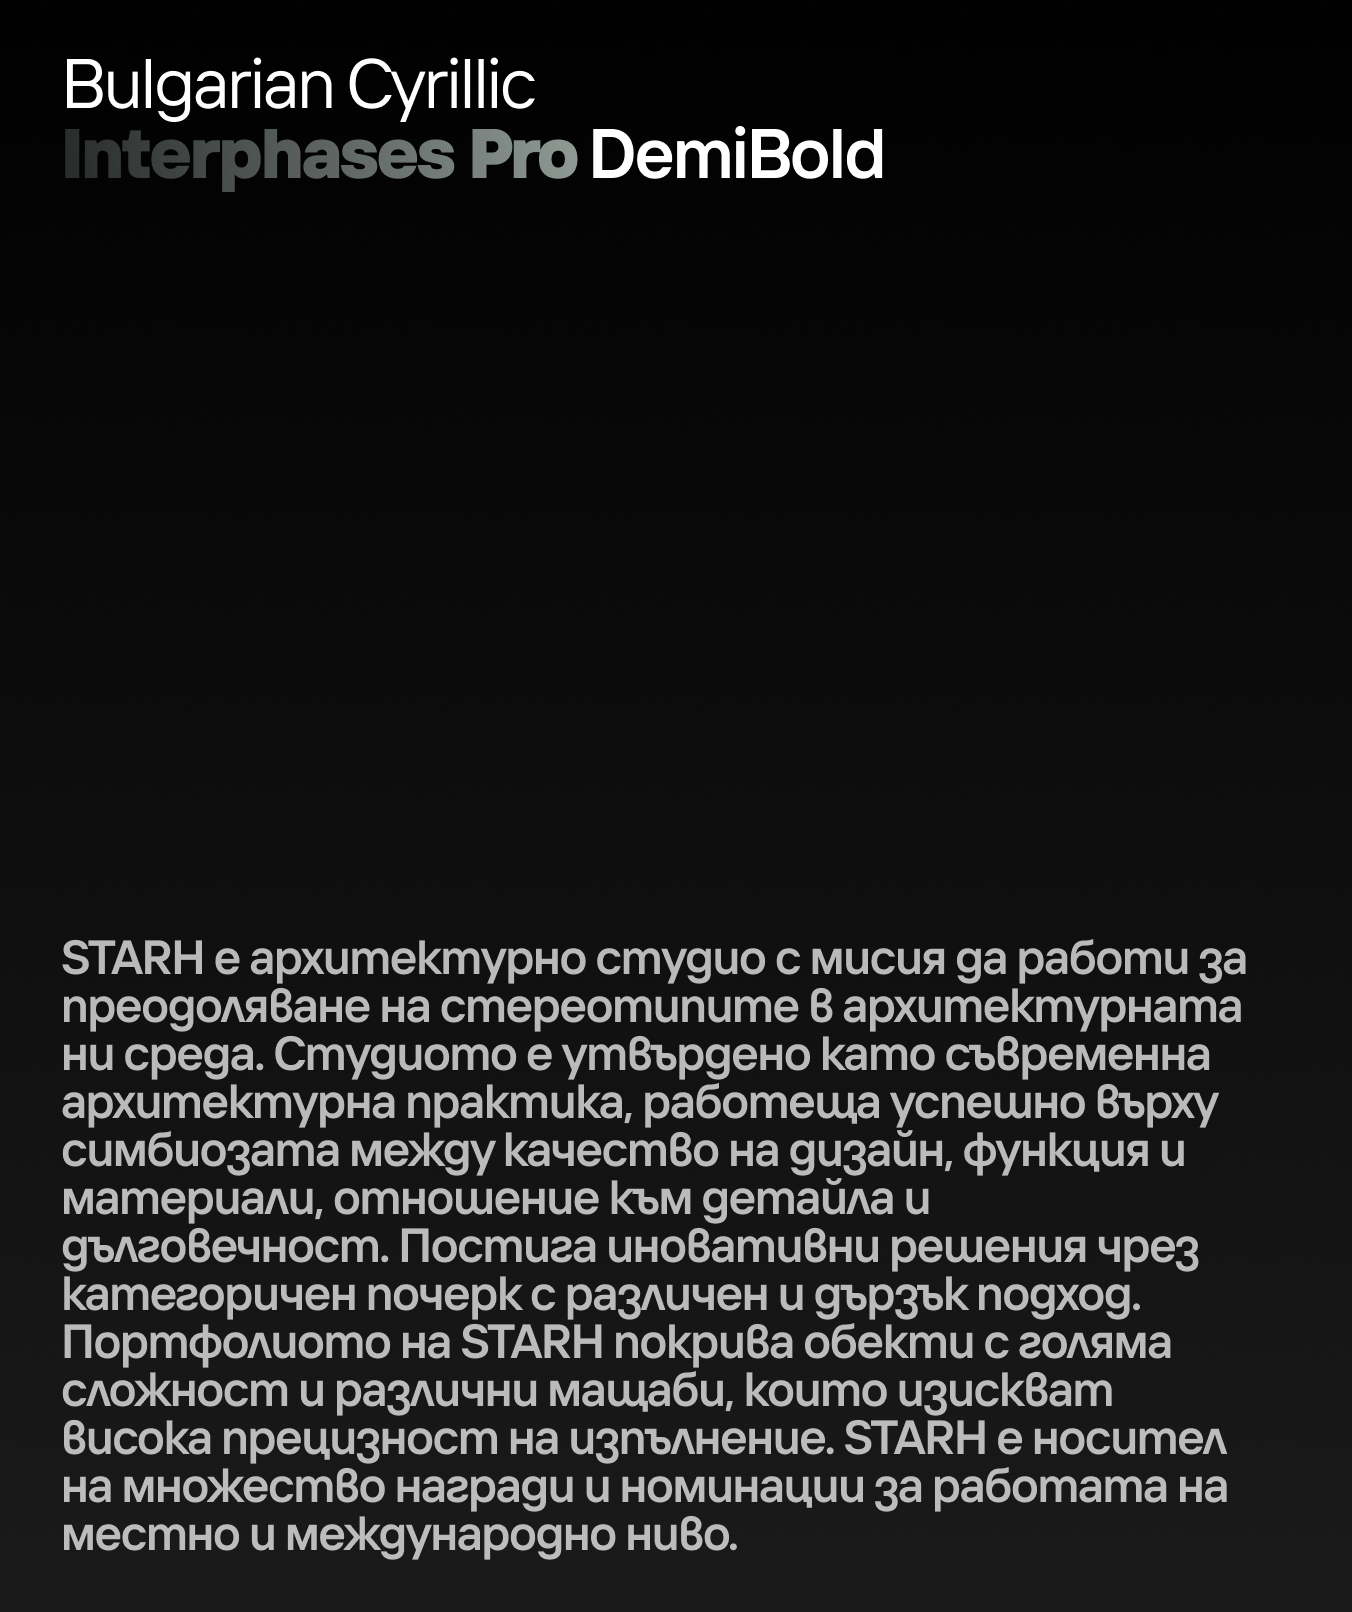 Bulgarian Cyrillic
Interphases Pro DemiBold
STARH е архитектурно студио с мисия да работи за
преодоляване на стереотипите в архитектурната
ни среда. Студиото е утвърдено като съвременна
архитектурна практика, работеща успешно върху
симбиозата между качество на дизайн, функция и
материали, отношение към детайла и
дълговечност. Постига иновативни решения чрез
категоричен почерк с различен и дързък подход.
Портфолиото на STARH покрива обекти с голяма
сложност и различни мащаби, които изискват
висока прецизност на изпълнение. STARH е носител
на множество награди и номинации за работата на
местно и международно ниво.